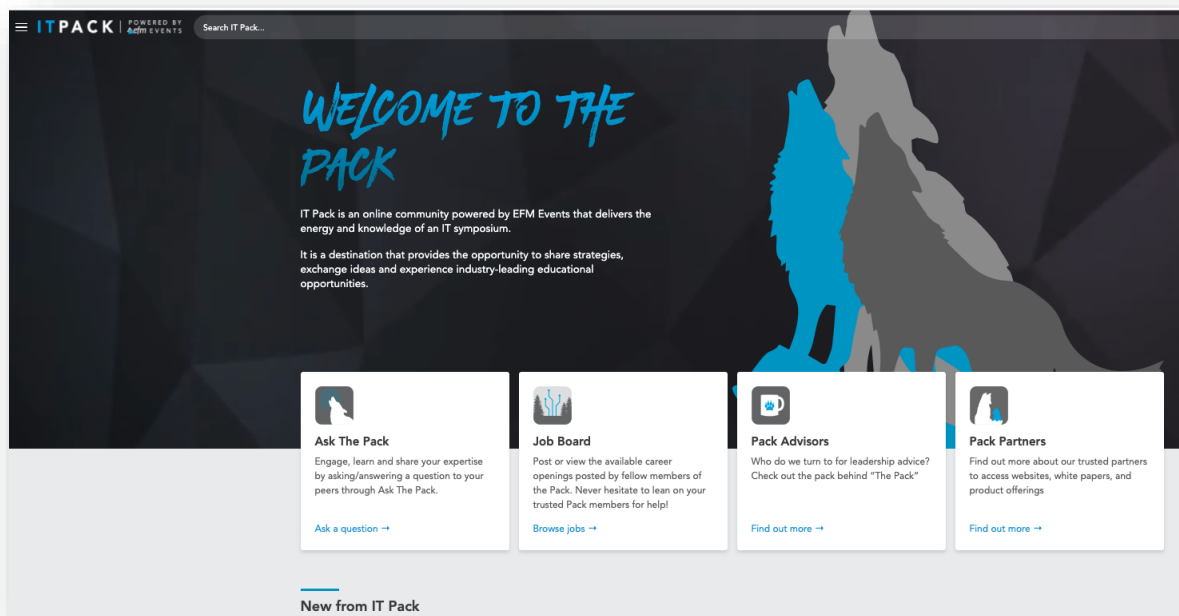 ITPACK | POWERED BY
efm EVENTS
Search IT Pack...
WELCOME TO THE
PACK
IT Pack is an online community powered by EFM Events that delivers the
energy and knowledge of an IT symposium.
It is a destination that provides the opportunity to share strategies,
exchange ideas and experience industry-leading educational
opportunities.
Ask The Pack
Engage, learn and share your expertise
by asking/answering a question to your
peers through Ask The Pack.
Ask a question →
Job Board
Post or view the available career
openings posted by fellow members of
the Pack. Never hesitate to lean on your
trusted Pack members for help!
Browse jobs →
Pack Advisors
Who do we turn to for leadership advice?
Check out the pack behind “The Pack”
Find out more →
Pack Partners
Find out more about our trusted partners
to access websites, white papers, and
product offerings
Find out more →
New from IT Pack